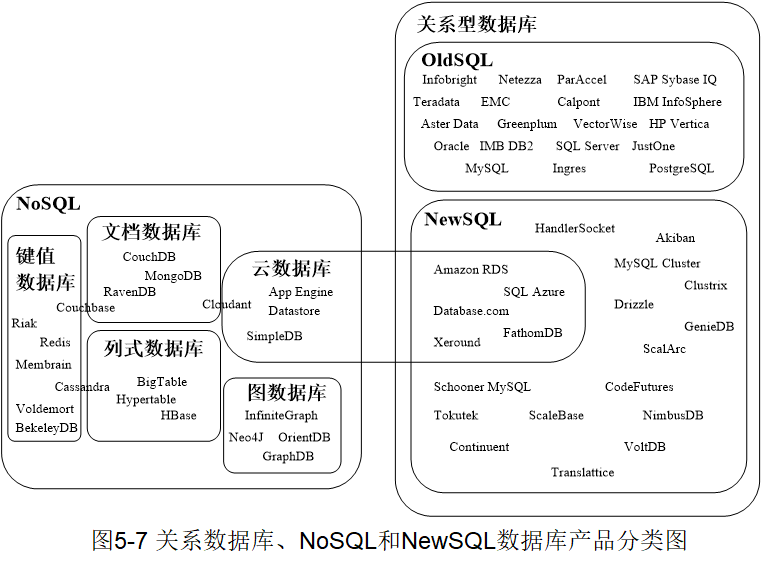 关系型数据库
OldSQL
Infobright Netezza ParAccel SAP Sybase IQ
Teradata EMC Calpont IBM InfoSphere
Aster Data Greenplum VectorWise HP Vertica
Oracle IMB DB2 SQL Server JustOne
MySQL Ingres PostgreSQL
NoSQL
键值
数据库
Couchbase
Riak
Redis
Membrain
Cassandra
Voldemort
BekeleyDB
文档数据库
CouchDB
MongoDB
RavenDB
Cloudant
列式数据库
BigTable
Hypertable
HBase
云数据库
App Engine
Datastore
SimpleDB
图数据库
InfiniteGraph
Neo4J OrientDB
GraphDB
NewSQL
HandlerSocket
Akiban
Amazon RDS
MySQL Cluster
SQL Azure
Clustrix
Database.com
Drizzle
FathomDB
GenieDB
Xeround
ScalArc
Schooner MySQL CodeFutures
Tokutek ScaleBase NimbusDB
Continuent VoltDB
Translattice
图5-7 关系数据库、NoSQL和NewSQL数据库产品分类图